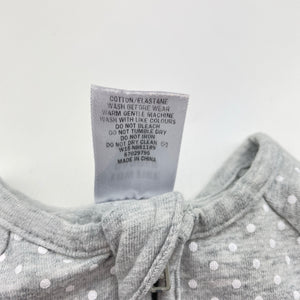 COTTON/ELASTANE
WASH BEFORE WEAR
WARM GENTLE MACHINE
WASH WITH LIKE COLOURS
DO NOT BLEACH
DO NOT TUMBLE DRY
DO NOT IRON
DO NOT DRY CLEAN
MADE IN CHINA